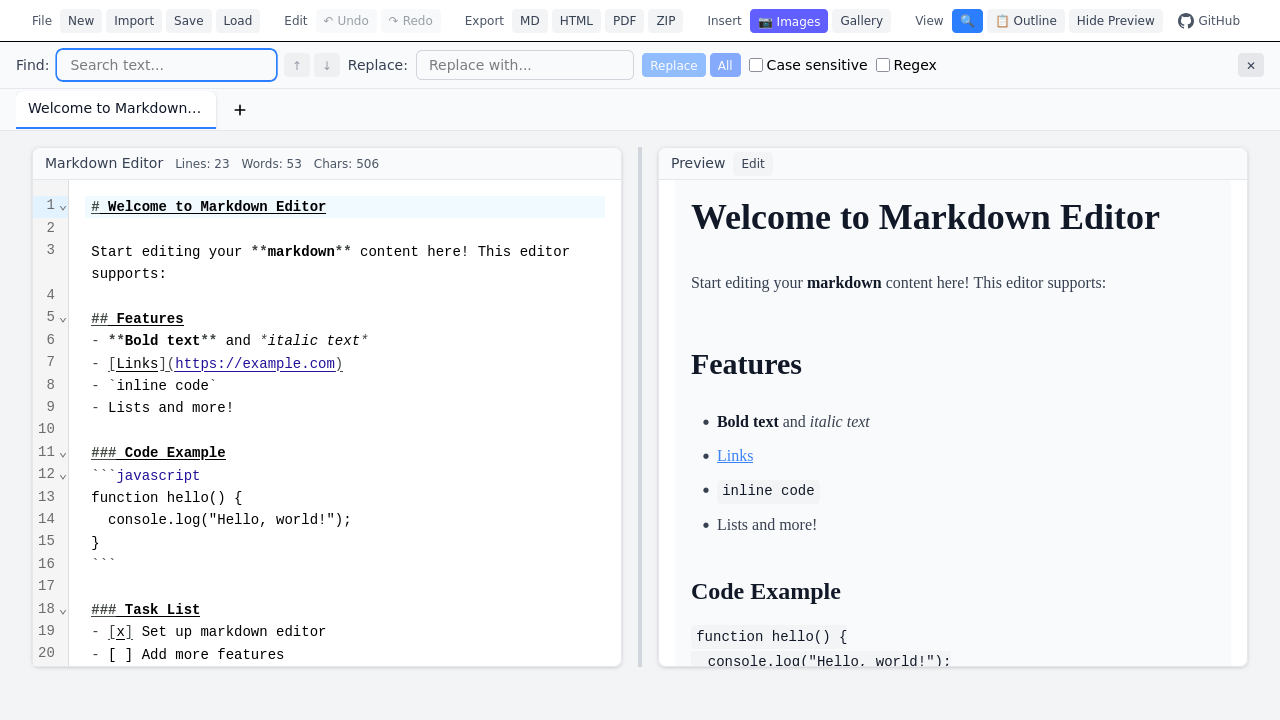 File New Import Save Load Edit ↶ Undo ↷ Redo Export MD HTML PDF ZIP Insert 📷 Images Gallery View 🔍 📋 Outline Hide Preview GitHub
Find: Search text... ↑ ↓ Replace: Replace with... Replace All Case sensitive Regex ✕
Welcome to Markdown... +
Markdown Editor Lines: 23 Words: 53 Chars: 506
1 # Welcome to Markdown Editor
2
3 Start editing your **markdown** content here! This editor
supports:
4
5 ## Features
6 - **Bold text** and *italic text*
7 - [Links](https://example.com)
8 - `inline code`
9 - Lists and more!
10
11 ### Code Example
12 ```javascript
13 function hello() {
14   console.log("Hello, world!");
15 }
16 ```
17
18 ### Task List
19 - [x] Set up markdown editor
20 - [ ] Add more features
Preview Edit
Welcome to Markdown Editor
Start editing your markdown content here! This editor supports:
Features
• Bold text and italic text
• Links
• inline code
• Lists and more!
Code Example
function hello() {
  console.log("Hello, world!");